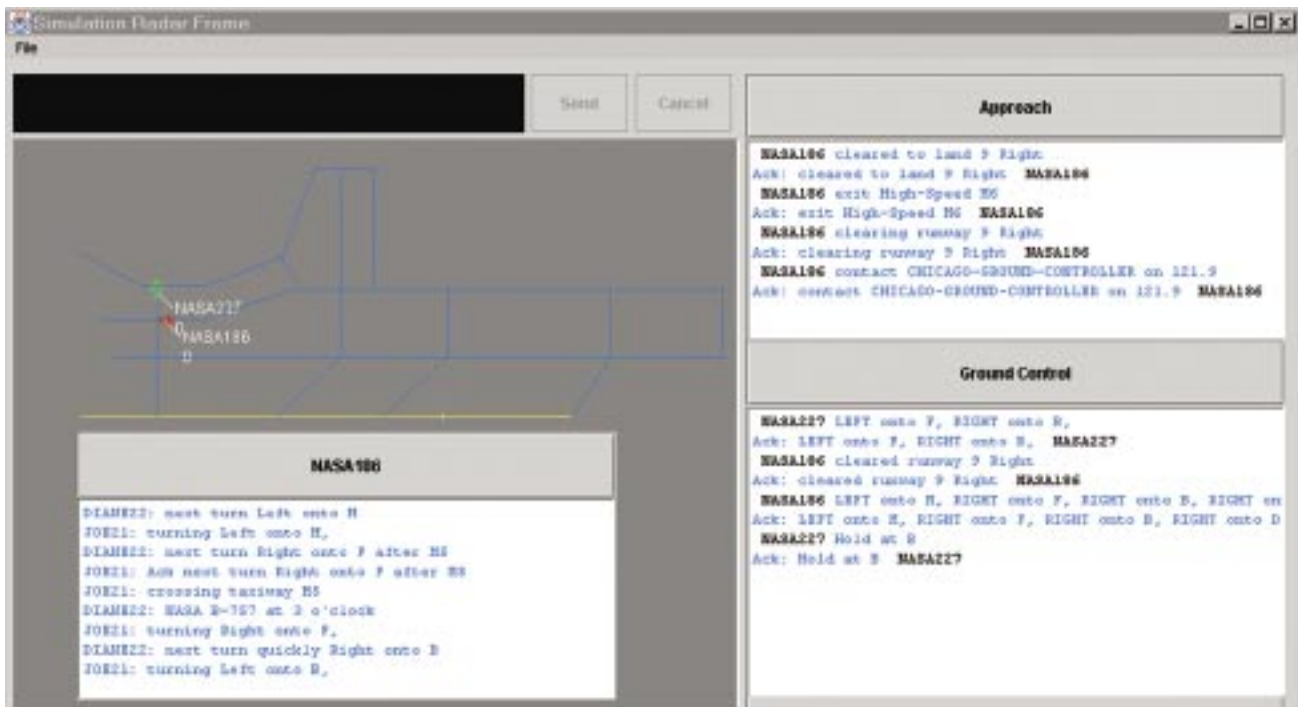 Simulation Radar Frame
File
Send
Cancel
Approach
NASA186 cleared to land 9 Right
Ack: cleared to land 9 Right NASA186
NASA186 exit High-Speed M6
Ack: exit High-Speed M6 NASA186
NASA186 clearing runway 9 Right
Ack: clearing runway 9 Right NASA186
NASA186 contact CHICAGO-GROUND-CONTROLLER on 121.9
Ack: contact CHICAGO-GROUND-CONTROLLER on 121.9 NASA186
NASA227
0
NASA186
0
Ground Control
NASA227 LEFT onto F, RIGHT onto B,
Ack: LEFT onto F, RIGHT onto B, NASA227
NASA186 cleared runway 9 Right
Ack: cleared runway 9 Right NASA186
NASA186 LEFT onto M, RIGHT onto F, RIGHT onto B, RIGHT on
Ack: LEFT onto M, RIGHT onto F, RIGHT onto B, RIGHT onto D
NASA227 Hold at B
Ack: Hold at B NASA227
NASA186
DIANE22: next turn Left onto M
JOE21: turning Left onto M,
DIANE22: next turn Right onto F after M5
JOE21: Ack next turn Right onto F after M5
JOE21: crossing taxiway M5
DIANE22: NASA B-757 at 3 o'clock
JOE21: turning Right onto F,
DIANE22: next turn quickly Right onto B
JOE21: turning Left onto B,